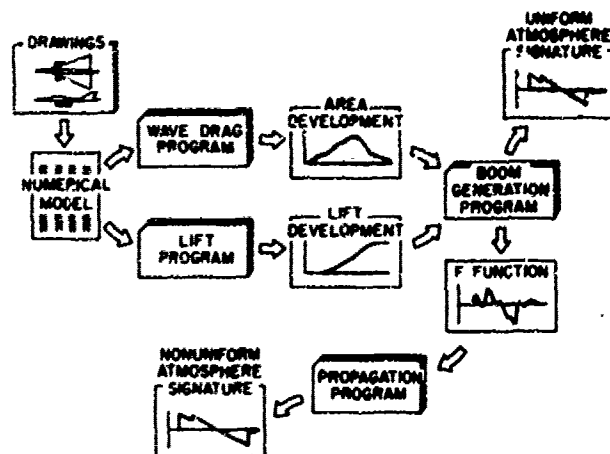 DRAWINGS
NUMERICAL
MODEL
WAVE DRAG
PROGRAM
LIFT
PROGRAM
AREA
DEVELOPMENT
LIFT
DEVELOPMENT
BOOM
GENERATION
PROGRAM
UNIFORM
ATMOSPHERE
SIGNATURE
F FUNCTION
PROPAGATION
PROGRAM
NONUNIFORM
ATMOSPHERE
SIGNATURE